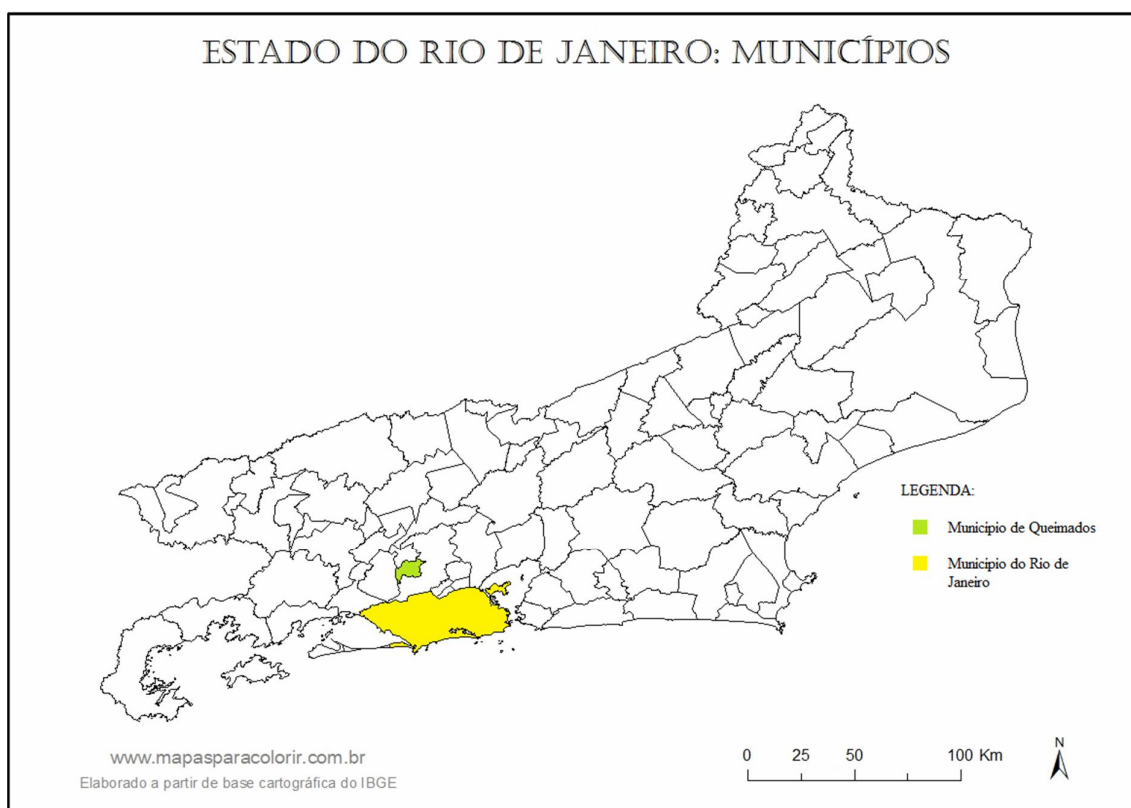 ESTADO DO RIO DE JANEIRO: MUNICÍPIOS
LEGENDA:
Municipio de Queimados
Municipio do Rio de
Janeiro
www.mapasparacolorir.com.br
Elaborado a partir de base cartográfica do IBGE
0 25 50 100 Km
N